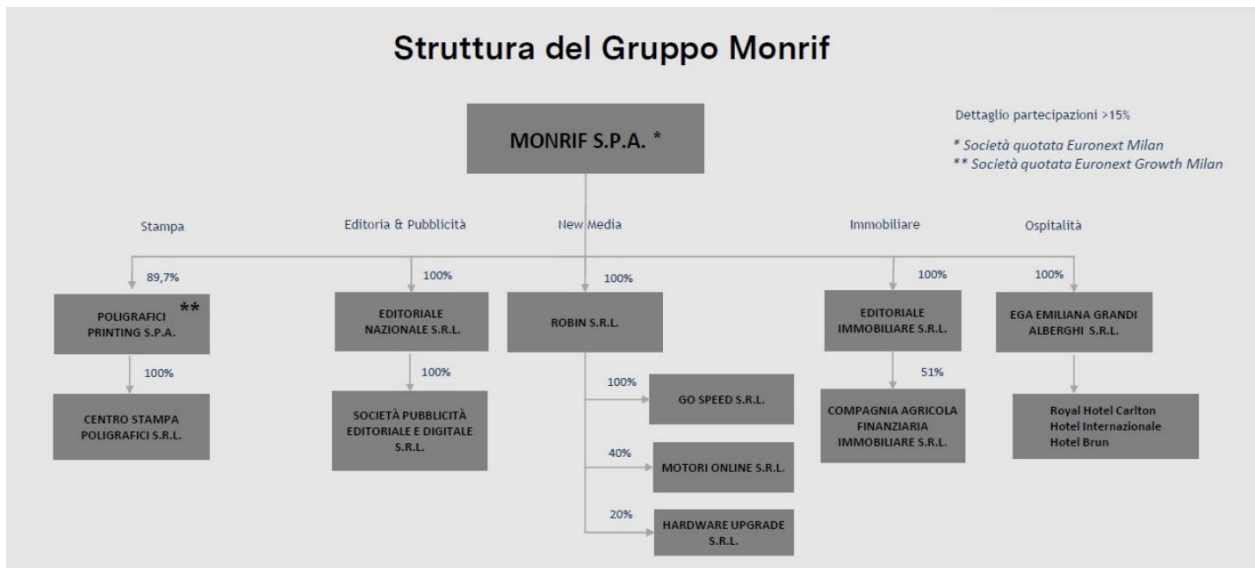 Struttura del Gruppo Monrif
MONRIF S.P.A. *
Dettaglio partecipazioni >15%
* Società quotata Euronext Milan
** Società quotata Euronext Growth Milan
Stampa
Editoria & Pubblicità
New Media
Immobiliare
Ospitalità
89,7%
100%
100%
100%
100%
POLIGRAFICI
PRINTING S.P.A.
**
EDITORIALE
NAZIONALE S.R.L.
ROBIN S.R.L.
EDITORIALE
IMMOBILIARE S.R.L.
EGA EMILIANA GRANDI
ALBERGHI S.R.L.
100%
100%
51%
CENTRO STAMPA
POLIGRAFICI S.R.L.
SOCIETÀ PUBBLICITÀ
EDITORIALE E DIGITALE
S.R.L.
100%
GO SPEED S.R.L.
40%
MOTORI ONLINE S.R.L.
20%
HARDWARE UPGRADE
S.R.L.
COMPAGNIA AGRICOLA
FINANZIARIA
IMMOBILIARE S.R.L.
Royal Hotel Carlton
Hotel Internazionale
Hotel Brun